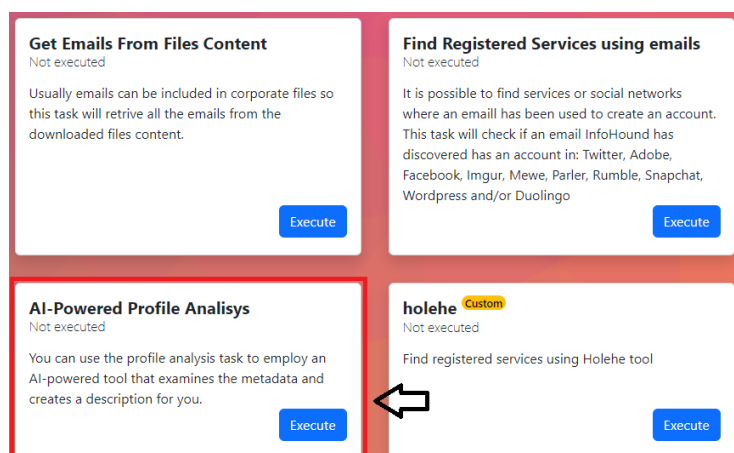 Get Emails From Files Content
Not executed
Usually emails can be included in corporate files so
this task will retrive all the emails from the
downloaded files content.
Execute
Find Registered Services using emails
Not executed
It is possible to find services or social networks
where an emaill has been used to create an account.
This task will check if an email InfoHound has
discovered has an account in: Twitter, Adobe,
Facebook, Imgur, Mewe, Parler, Rumble, Snapchat,
Wordpress and/or Duolingo
Execute
AI-Powered Profile Analisys
Not executed
You can use the profile analysis task to employ an
AI-powered tool that examines the metadata and
creates a description for you.
Execute
holehe Custom
Not executed
Find registered services using Holehe tool
Execute